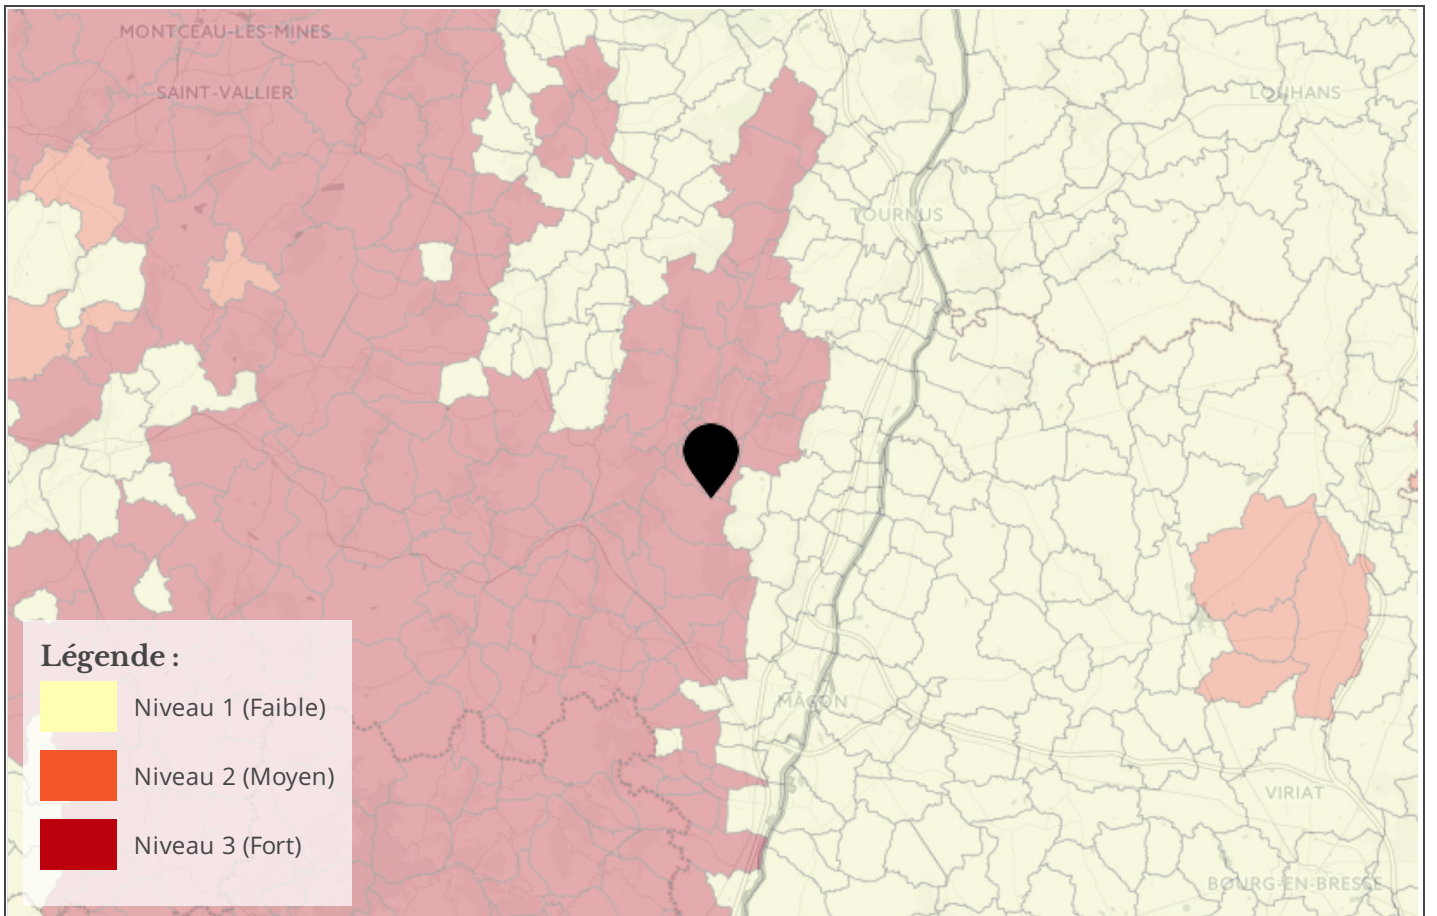 MONTCEAU-LES-MINES
SAINT-VALLIER
LOUHANS
TOURNUS
MÂCON
VIRIAT
BOURG-EN-BRESSE
Légende :
Niveau 1 (Faible)
Niveau 2 (Moyen)
Niveau 3 (Fort)